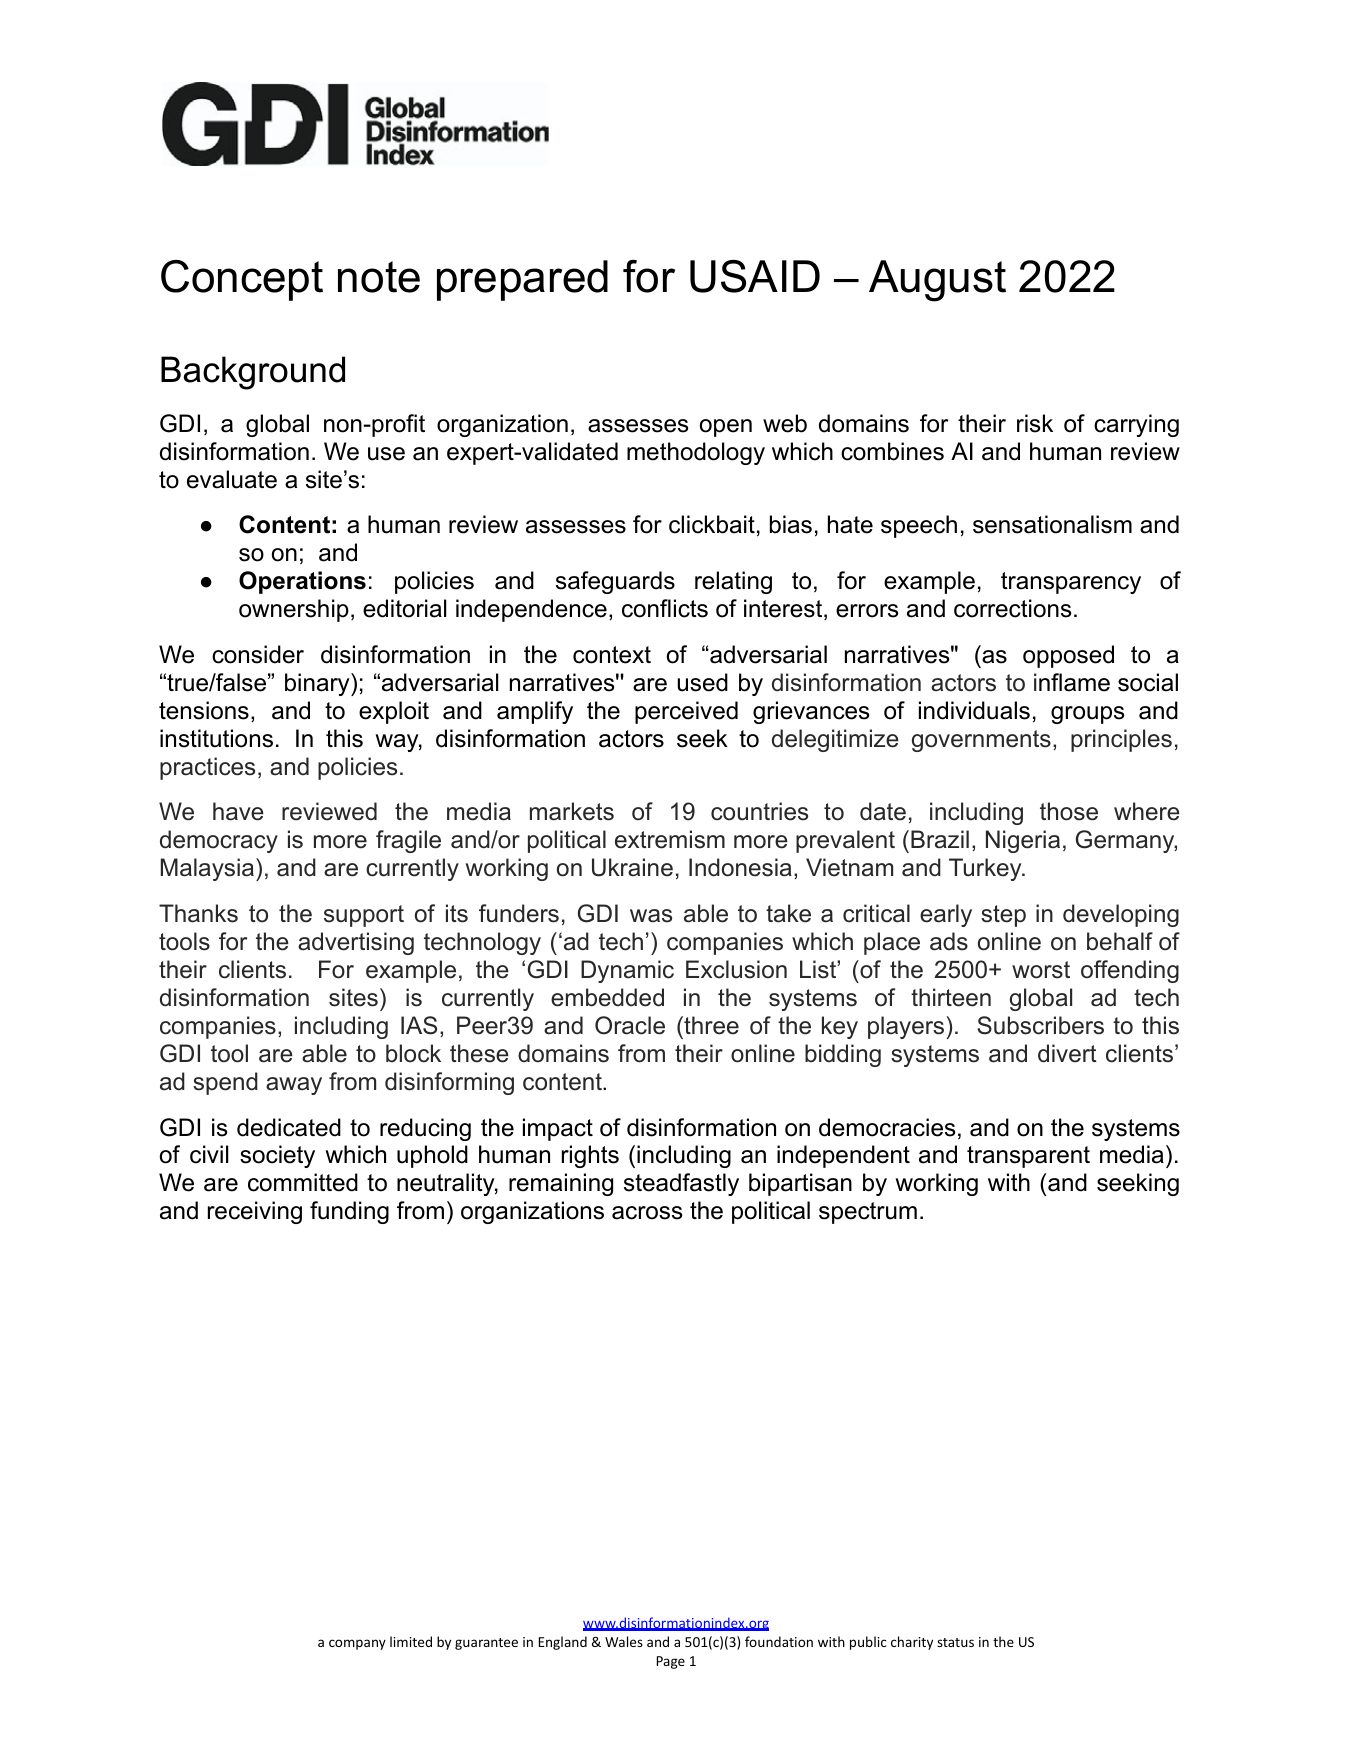 GDI Global
Disinformation
Index
Concept note prepared for USAID – August 2022
Background
GDI, a global non-profit organization, assesses open web domains for their risk of carrying
disinformation. We use an expert-validated methodology which combines AI and human review
to evaluate a site’s:
● Content: a human review assesses for clickbait, bias, hate speech, sensationalism and
so on;  and
● Operations: policies and safeguards relating to, for example, transparency of
ownership, editorial independence, conflicts of interest, errors and corrections.
We consider disinformation in the context of “adversarial narratives" (as opposed to a
“true/false” binary); “adversarial narratives" are used by disinformation actors to inflame social
tensions, and to exploit and amplify the perceived grievances of individuals, groups and
institutions. In this way, disinformation actors seek to delegitimize governments, principles,
practices, and policies.
We have reviewed the media markets of 19 countries to date, including those where
democracy is more fragile and/or political extremism more prevalent (Brazil, Nigeria, Germany,
Malaysia), and are currently working on Ukraine, Indonesia, Vietnam and Turkey.
Thanks to the support of its funders, GDI was able to take a critical early step in developing
tools for the advertising technology (‘ad tech’) companies which place ads online on behalf of
their clients.  For example, the ‘GDI Dynamic Exclusion List’ (of the 2500+ worst offending
disinformation sites) is currently embedded in the systems of thirteen global ad tech
companies, including IAS, Peer39 and Oracle (three of the key players).  Subscribers to this
GDI tool are able to block these domains from their online bidding systems and divert clients’
ad spend away from disinforming content.
GDI is dedicated to reducing the impact of disinformation on democracies, and on the systems
of civil society which uphold human rights (including an independent and transparent media).
We are committed to neutrality, remaining steadfastly bipartisan by working with (and seeking
and receiving funding from) organizations across the political spectrum.
www.disinformationindex.org
a company limited by guarantee in England & Wales and a 501(c)(3) foundation with public charity status in the US
Page 1